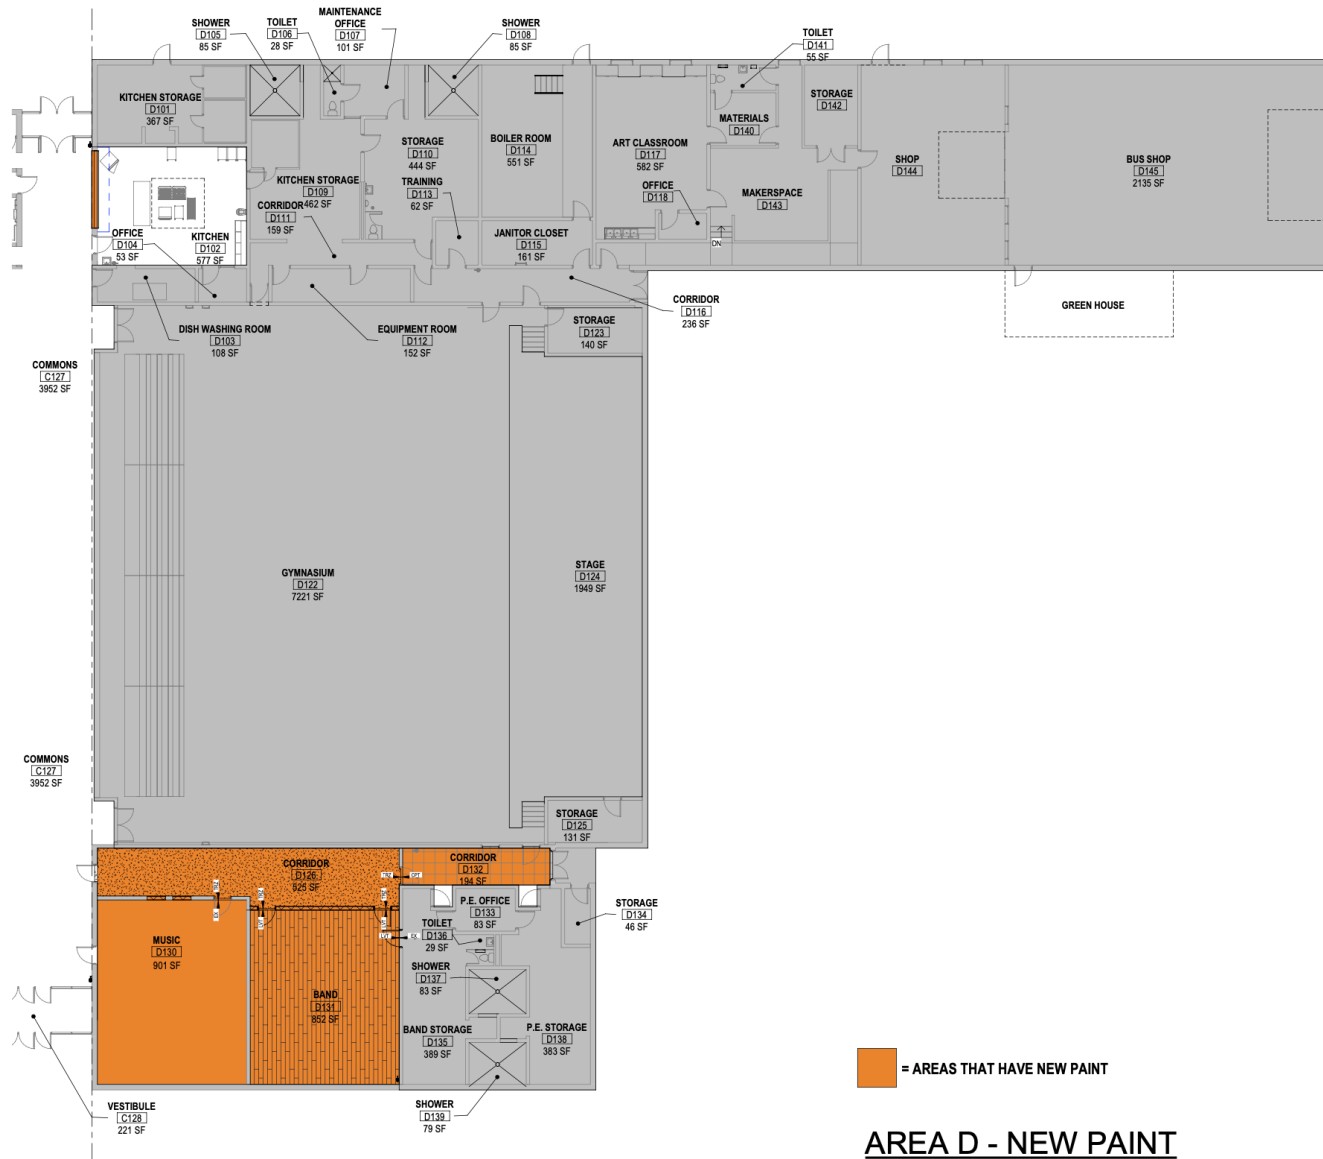 SHOWER
D105
85 SF
TOILET
D106
28 SF
MAINTENANCE
OFFICE
D107
101 SF
SHOWER
D108
85 SF
TOILET
D141
55 SF
KITCHEN STORAGE
D101
367 SF
STORAGE
D110
444 SF
BOILER ROOM
D114
551 SF
ART CLASSROOM
D117
582 SF
MATERIALS
D140
STORAGE
D142
SHOP
D144
BUS SHOP
D145
2135 SF
KITCHEN STORAGE
D109
462 SF
TRAINING
D113
62 SF
OFFICE
D118
MAKERSPACE
D143
CORRIDOR
D111
159 SF
OFFICE
D104
53 SF
KITCHEN
D102
577 SF
JANITOR CLOSET
D115
161 SF
DN
CORRIDOR
D116
236 SF
GREEN HOUSE
DISH WASHING ROOM
D103
108 SF
EQUIPMENT ROOM
D112
152 SF
STORAGE
D123
140 SF
COMMONS
C127
3952 SF
GYMNASIUM
D122
7221 SF
STAGE
D124
1949 SF
COMMONS
C127
3952 SF
STORAGE
D125
131 SF
CORRIDOR
D126
625 SF
CORRIDOR
D132
194 SF
P.E. OFFICE
D133
83 SF
STORAGE
D134
46 SF
TOILET
D136
29 SF
MUSIC
D130
901 SF
SHOWER
D137
83 SF
BAND
D131
852 SF
BAND STORAGE
D135
389 SF
P.E. STORAGE
D138
383 SF
VESTIBULE
C128
221 SF
SHOWER
D139
79 SF
= AREAS THAT HAVE NEW PAINT
AREA D - NEW PAINT